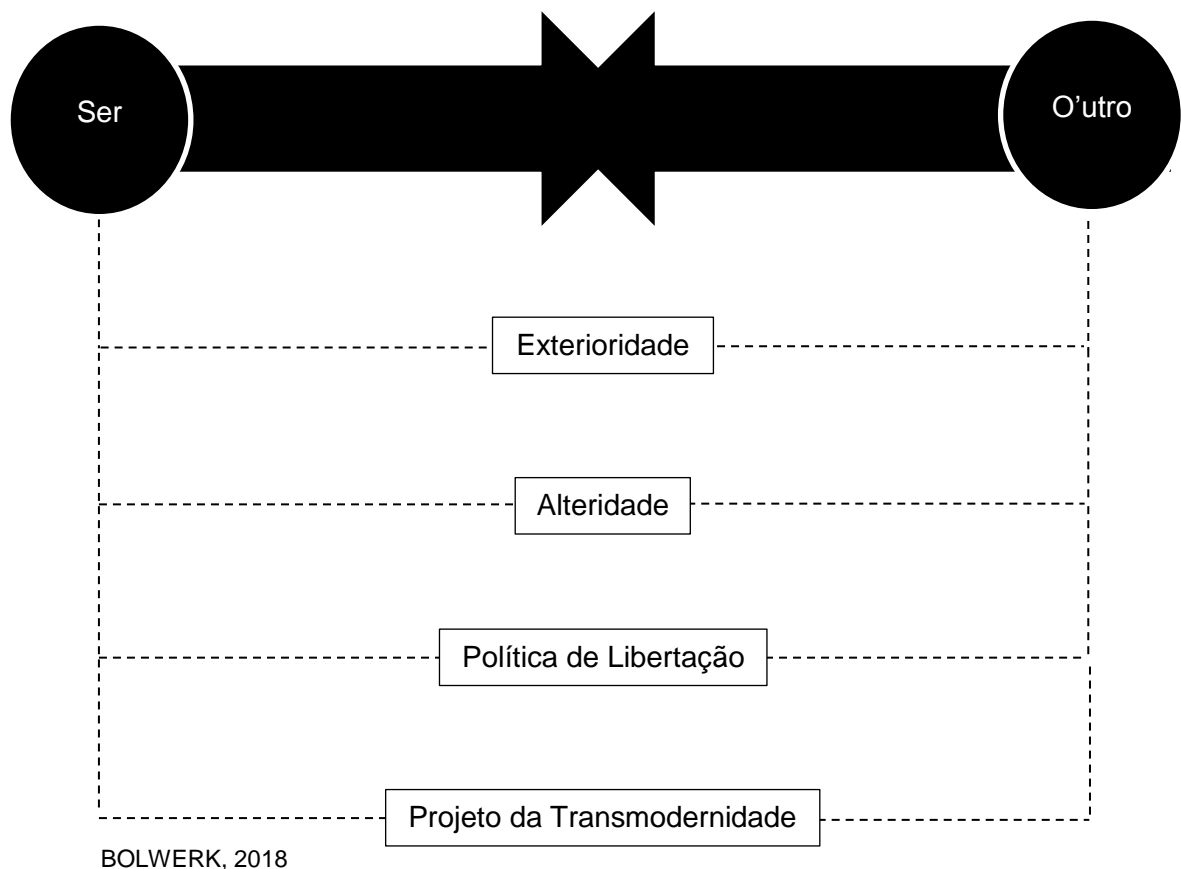 Ser
O’utro
Exterioridade
Alteridade
Política de Libertação
Projeto da Transmodernidade
BOLWERK, 2018